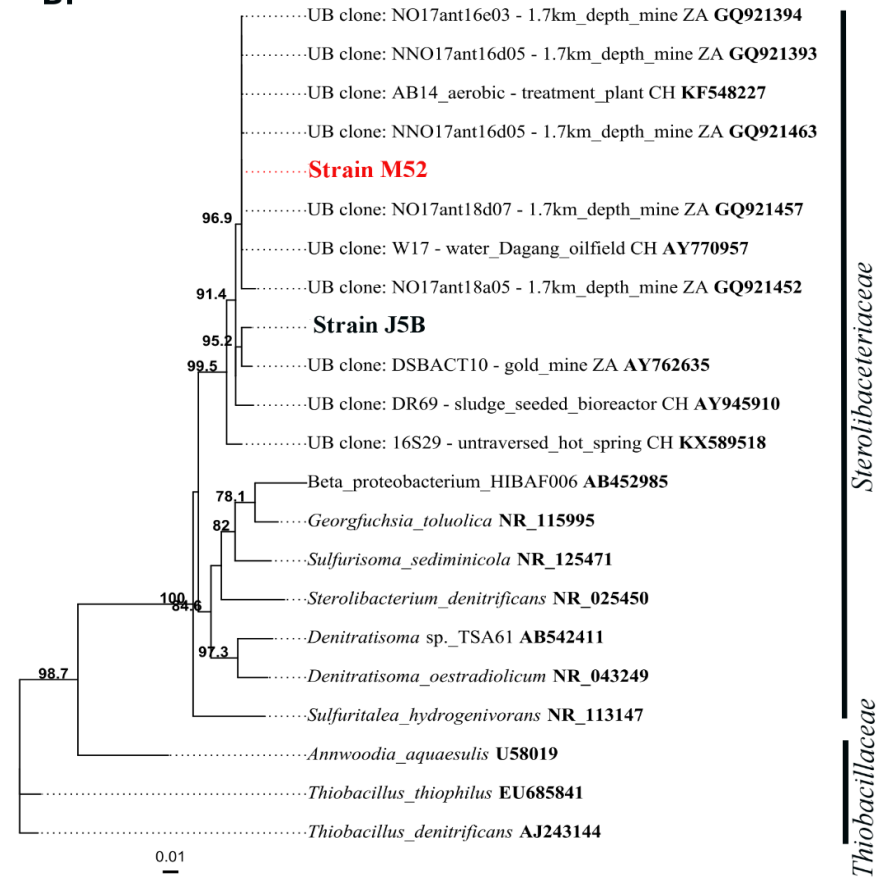 UB clone: NO17ant16e03 - 1.7km_depth_mine ZA GQ921394
UB clone: NNO17ant16d05 - 1.7km_depth_mine ZA GQ921393
UB clone: AB14_aerobic - treatment_plant CH KF548227
UB clone: NNO17ant16d05 - 1.7km_depth_mine ZA GQ921463
Strain M52
UB clone: NO17ant18d07 - 1.7km_depth_mine ZA GQ921457
96.9
UB clone: W17 - water_Dagang_oilfield CH AY770957
UB clone: NO17ant18a05 - 1.7km_depth_mine ZA GQ921452
91.4
Strain J5B
95.2
UB clone: DSBACT10 - gold_mine ZA AY762635
99.5
UB clone: DR69 - sludge_seeded_bioreactor CH AY945910
UB clone: 16S29 - untraversed_hot_spring CH KX589518
Beta_proteobacterium_HIBAF006 AB452985
78.1
Georgfuchsia_toluolica NR_115995
82
Sulfurisoma_sediminicola NR_125471
Sterolibacterium_denitrificans NR_025450
100
84.6
Denitratisoma sp._TSA61 AB542411
97.3
Denitratisoma_oestradiolicum NR_043249
98.7
Sulfuritalea_hydrogenivorans NR_113147
Annwoodia_aquaesulis U58019
Thiobacillus_thiophilus EU685841
Thiobacillus_denitrificans AJ243144
0.01
Sterolibaceteriaceae
Thiobacillaceae